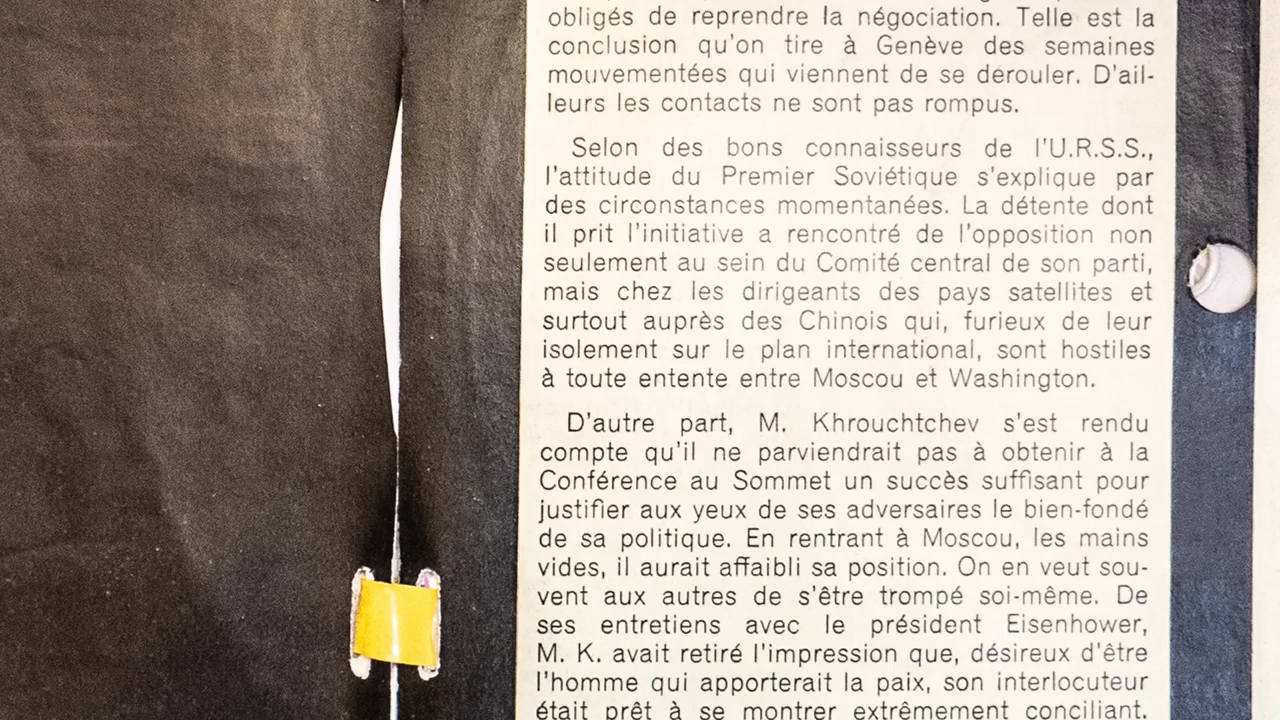 obligés de reprendre la négociation. Telle est la
conclusion qu'on tire à Genève des semaines
mouvementées qui viennent de se dérouler. D'ail-
leurs les contacts ne sont pas rompus.
Selon des bons connaisseurs de l'U.R.S.S.,
l'attitude du Premier Soviétique s'explique par
des circonstances momentanées. La détente dont
il prit l'initiative a rencontré de l'opposition non
seulement au sein du Comité central de son parti,
mais chez les dirigeants des pays satellites et
surtout auprès des Chinois qui, furieux de leur
isolement sur le plan international, sont hostiles
à toute entente entre Moscou et Washington.
D'autre part, M. Khrouchtchev s'est rendu
compte qu'il ne parviendrait pas à obtenir à la
Conférence au Sommet un succès suffisant pour
justifier aux yeux de ses adversaires le bien-fondé
de sa politique. En rentrant à Moscou, les mains
vides, il aurait affaibli sa position. On en veut sou-
vent aux autres de s'être trompé soi-même. De
ses entretiens avec le président Eisenhower,
M. K. avait retiré l'impression que, désireux d'être
l'homme qui apporterait la paix, son interlocuteur
était prêt à se montrer extrêmement conciliant.